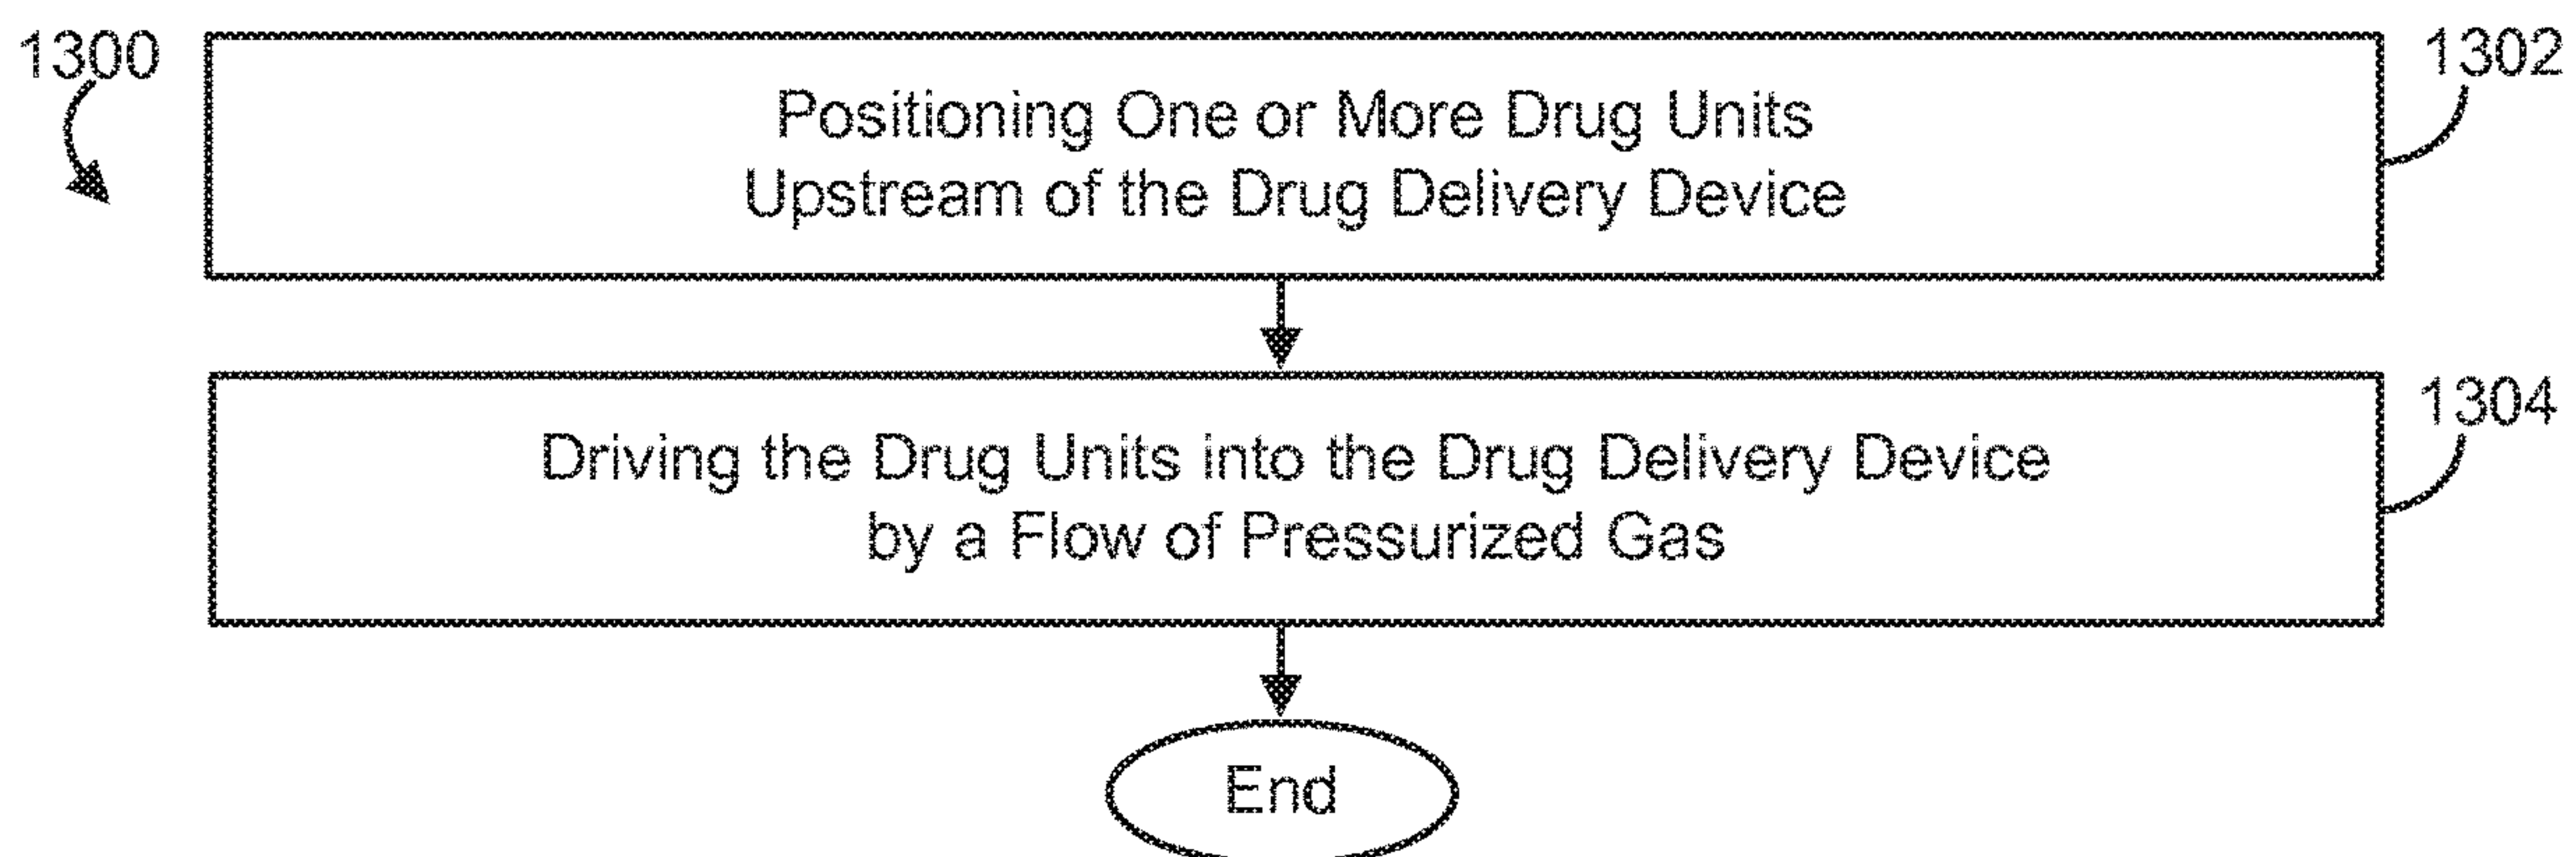 1300
1302
Positioning One or More Drug Units
Upstream of the Drug Delivery Device
1304
Driving the Drug Units into the Drug Delivery Device
by a Flow of Pressurized Gas
End